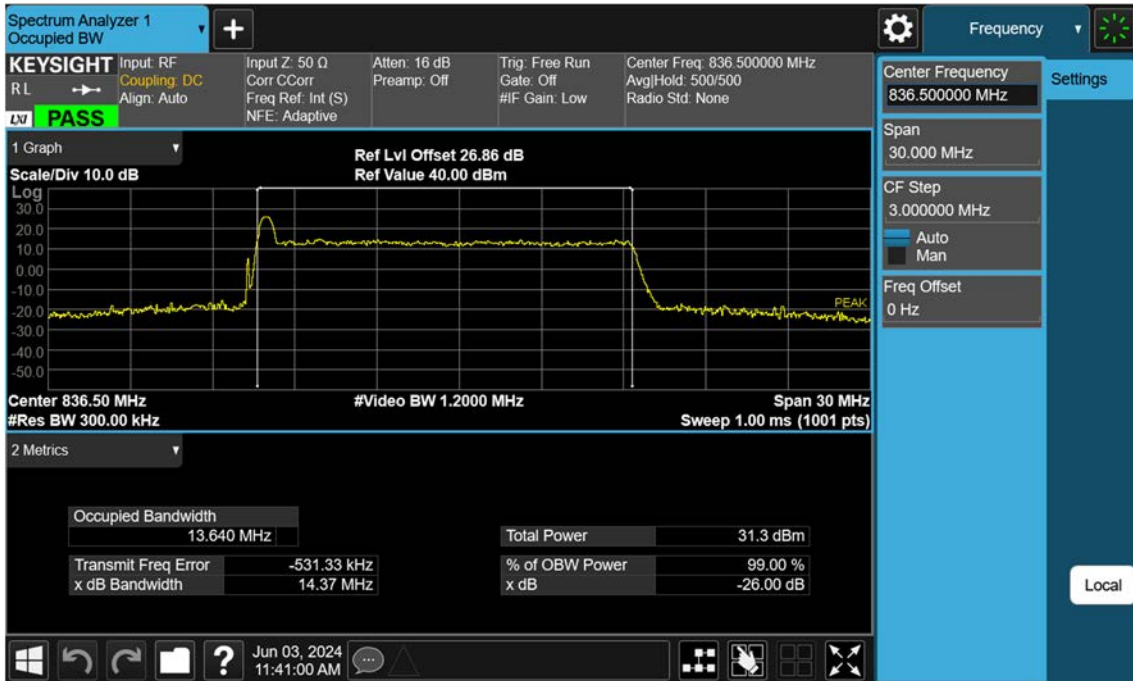 Spectrum Analyzer 1
Occupied BW
+
Frequency
KEYSIGHT
RL
LXI PASS
Input: RF
Coupling: DC
Align: Auto
Input Z: 50 Ω
Corr CCorr
Freq Ref: Int (S)
NFE: Adaptive
Atten: 16 dB
Preamp: Off
Trig: Free Run
Gate: Off
#IF Gain: Low
Center Freq: 836.500000 MHz
Avg|Hold: 500/500
Radio Std: None
Center Frequency
836.500000 MHz
Settings
Span
30.000 MHz
CF Step
3.000000 MHz
Auto
Man
Freq Offset
0 Hz
1 Graph
Scale/Div 10.0 dB
Ref Lvl Offset 26.86 dB
Ref Value 40.00 dBm
Log
30.0
20.0
10.0
0.00
-10.0
-20.0
-30.0
-40.0
-50.0
PEAK
Center 836.50 MHz
#Video BW 1.2000 MHz
Span 30 MHz
#Res BW 300.00 kHz
Sweep 1.00 ms (1001 pts)
2 Metrics
Occupied Bandwidth
13.640 MHz
Total Power 31.3 dBm
Transmit Freq Error -531.33 kHz
% of OBW Power 99.00 %
x dB Bandwidth 14.37 MHz
x dB -26.00 dB
Local
?
Jun 03, 2024
11:41:00 AM